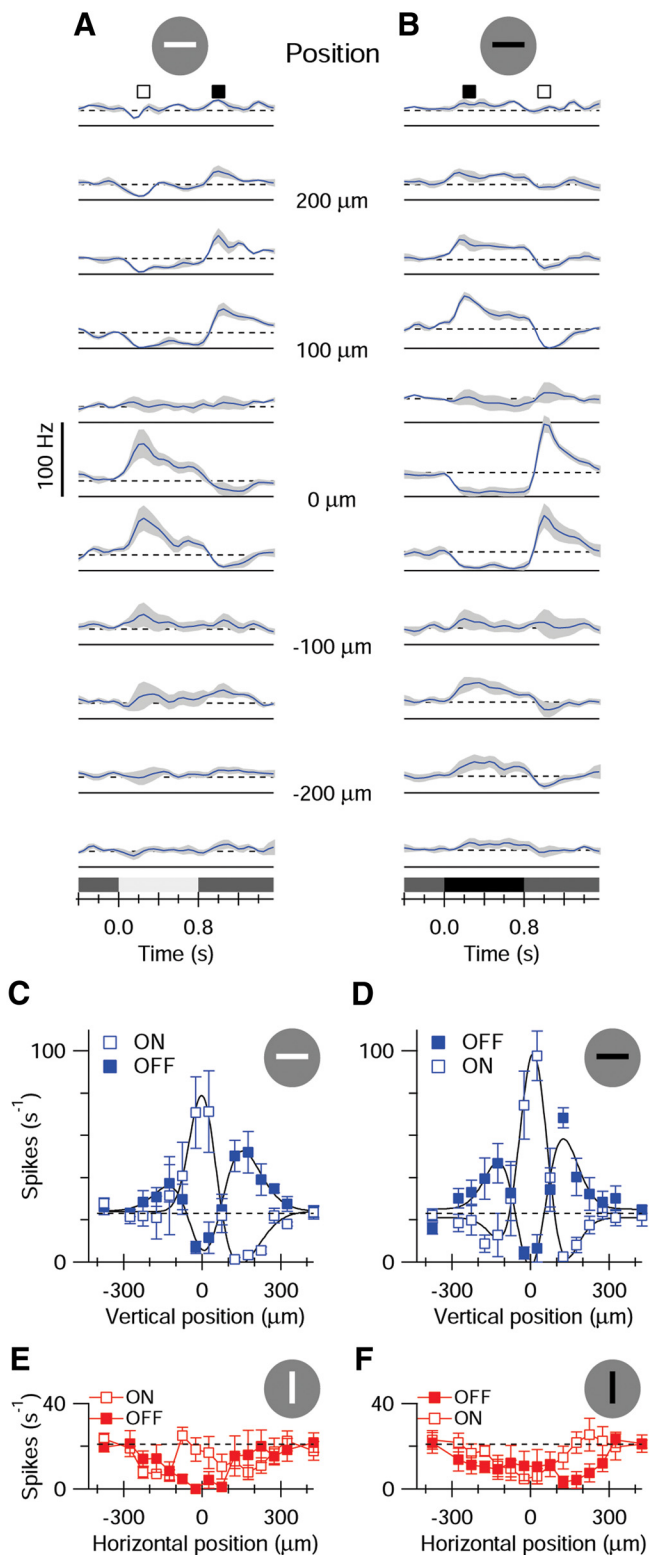 A
Position
B
200 μm
100 μm
100 Hz
0 μm
-100 μm
-200 μm
0.0 0.8
Time (s)
0.0 0.8
Time (s)
C
ON
OFF
100
Spikes (s⁻¹)
0
-300 0 300
Vertical position (μm)
D
OFF
ON
100
0
-300 0 300
Vertical position (μm)
E
ON
OFF
40
Spikes (s⁻¹)
0
-300 0 300
Horizontal position (μm)
F
OFF
ON
40
0
-300 0 300
Horizontal position (μm)